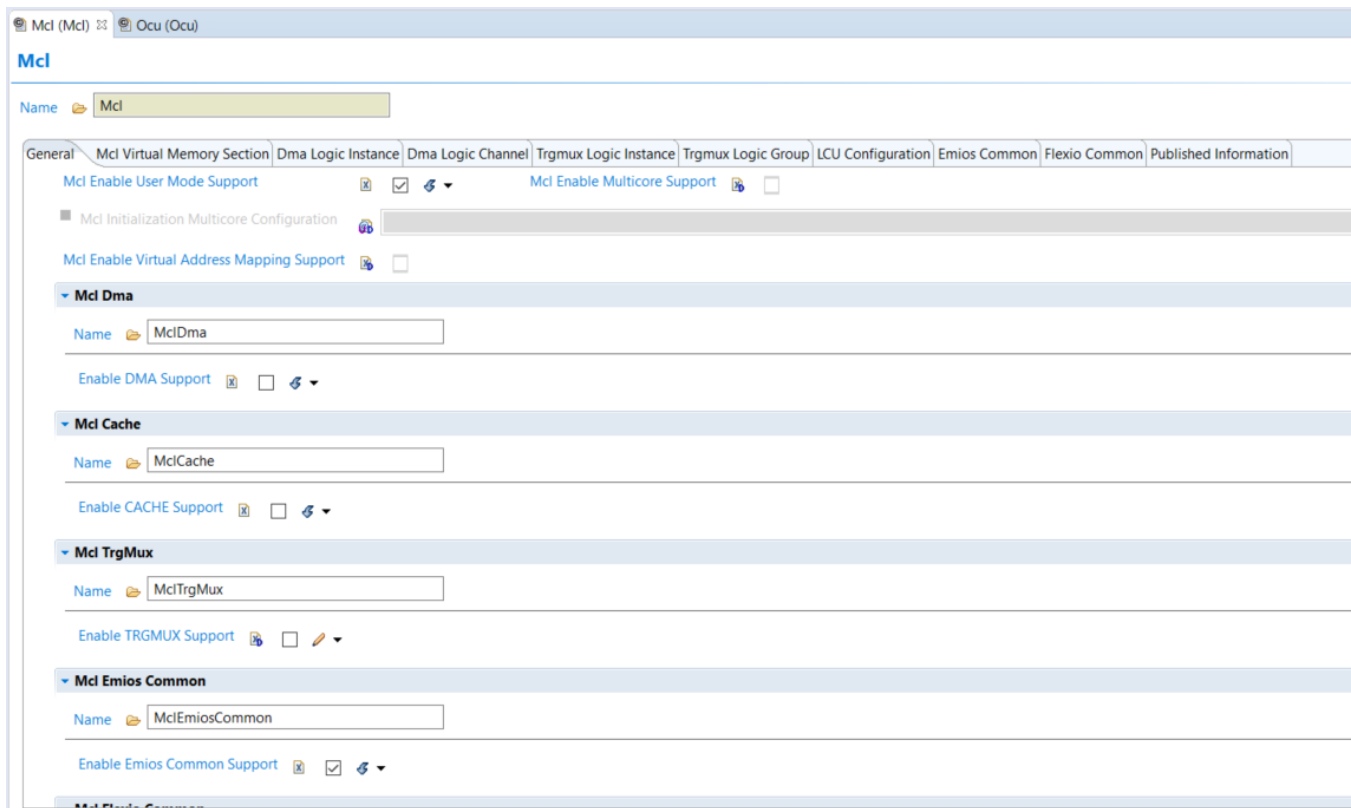 Mcl (Mcl) Ocu (Ocu)
Mcl
Name Mcl
General Mcl Virtual Memory Section Dma Logic Instance Dma Logic Channel Trgmux Logic Instance Trgmux Logic Group LCU Configuration Emios Common Flexio Common Published Information
Mcl Enable User Mode Support Mcl Enable Multicore Support
Mcl Initialization Multicore Configuration
Mcl Enable Virtual Address Mapping Support
Mcl Dma
Name MclDma
Enable DMA Support
Mcl Cache
Name MclCache
Enable CACHE Support
Mcl TrgMux
Name MclTrgMux
Enable TRGMUX Support
Mcl Emios Common
Name MclEmiosCommon
Enable Emios Common Support
Mcl Flexio Common